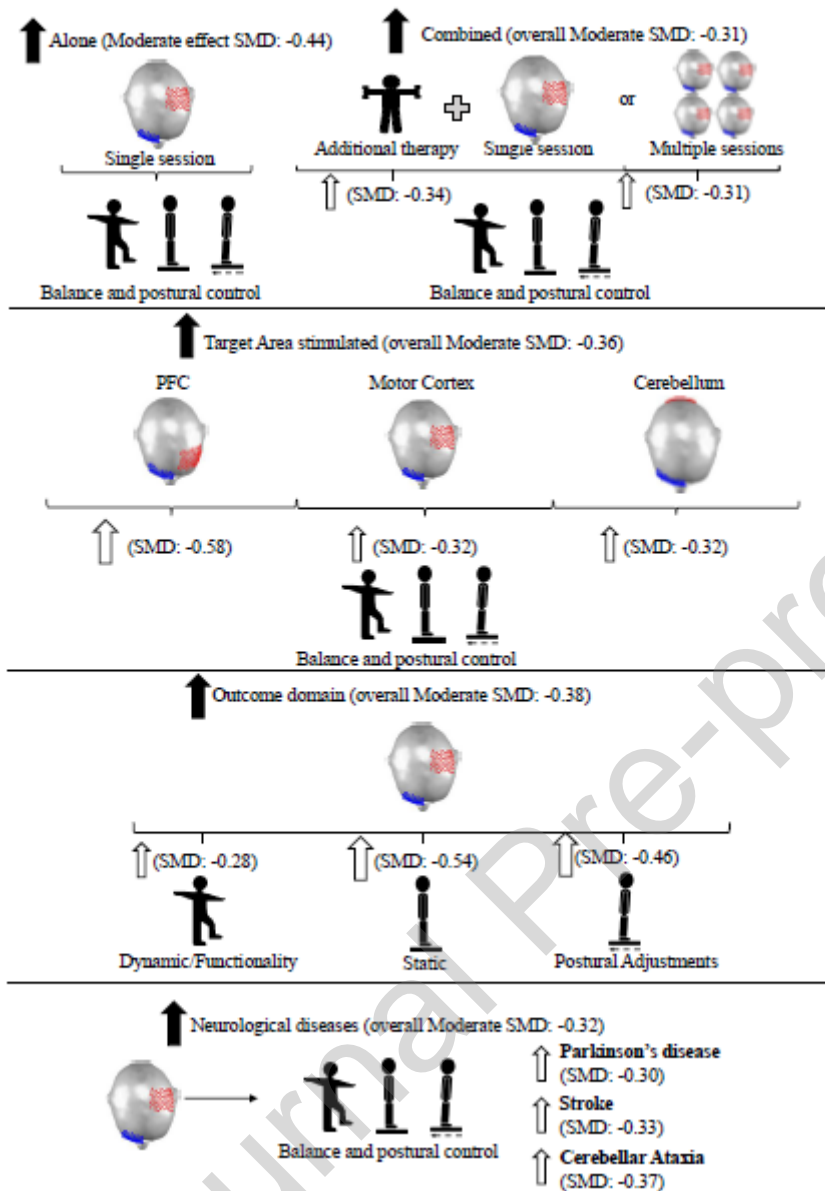 Alone (Moderate effect SMD: -0.44)
Combined (overall Moderate SMD: -0.31)
Single session
Additional therapy
Single session
or
Multiple sessions
(SMD: -0.34)
(SMD: -0.31)
Balance and postural control
Balance and postural control
Target Area stimulated (overall Moderate SMD: -0.36)
PFC
Motor Cortex
Cerebellum
(SMD: -0.58)
(SMD: -0.32)
(SMD: -0.32)
Balance and postural control
Outcome domain (overall Moderate SMD: -0.38)
(SMD: -0.28)
(SMD: -0.54)
(SMD: -0.46)
Dynamic/Functionality
Static
Postural Adjustments
Neurological diseases (overall Moderate SMD: -0.32)
Parkinson's disease
(SMD: -0.30)
Stroke
(SMD: -0.33)
Cerebellar Ataxia
(SMD: -0.37)
Balance and postural control
urnal Pre-pr